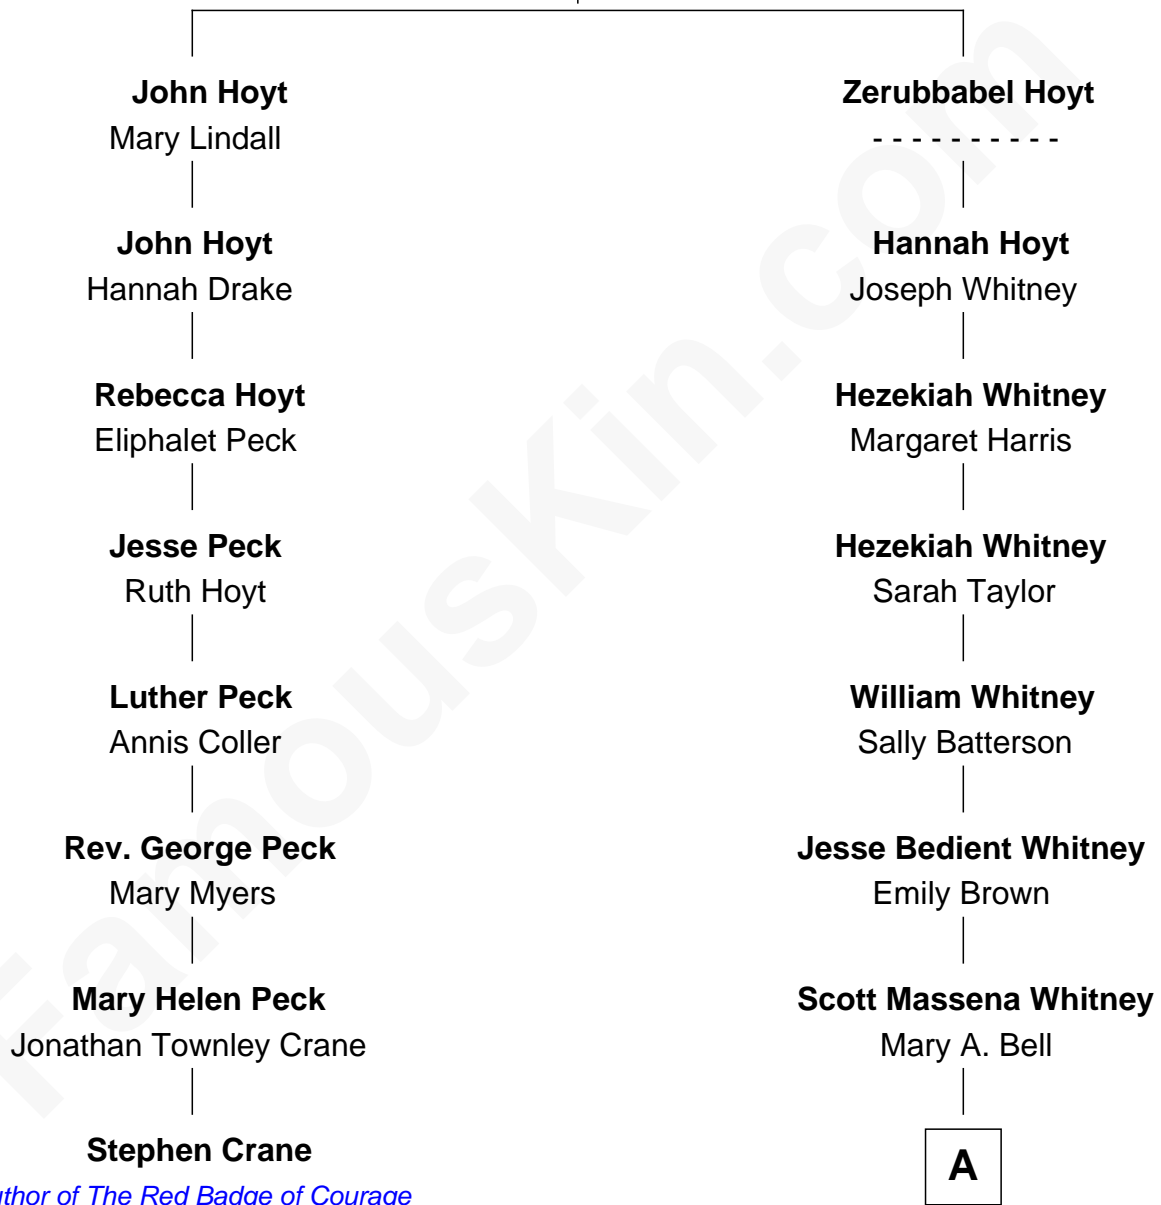 John Hoyt
Mary Lindall
John Hoyt
Hannah Drake
Rebecca Hoyt
Eliphalet Peck
Jesse Peck
Ruth Hoyt
Luther Peck
Annis Coller
Rev. George Peck
Mary Myers
Mary Helen Peck
Jonathan Townley Crane
Stephen Crane
uthor of The Red Badge of Courage
Zerubbabel Hoyt
- - - - - - - - - -
Hannah Hoyt
Joseph Whitney
Hezekiah Whitney
Margaret Harris
Hezekiah Whitney
Sarah Taylor
William Whitney
Sally Batterson
Jesse Bedient Whitney
Emily Brown
Scott Massena Whitney
Mary A. Bell
A
FamousKin.com